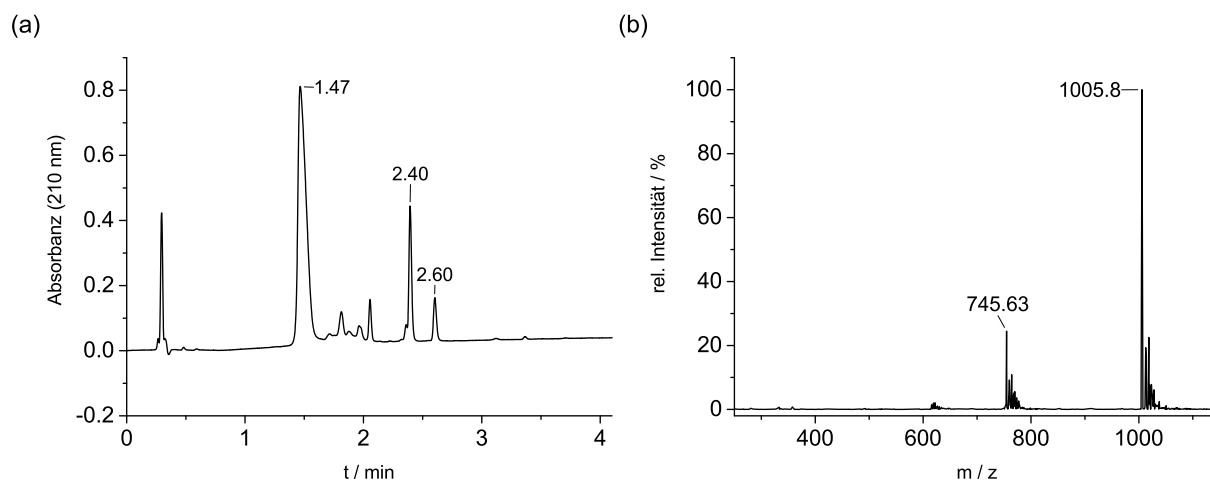 (a)
(b)
Absorbanz (210 nm)
0.8
0.6
0.4
0.2
0.0
-0.2
1.47
2.40
2.60
0 1 2 3 4
t / min
rel. Intensität / %
100
80
60
40
20
0
1005.8
745.63
400 600 800 1000
m / z